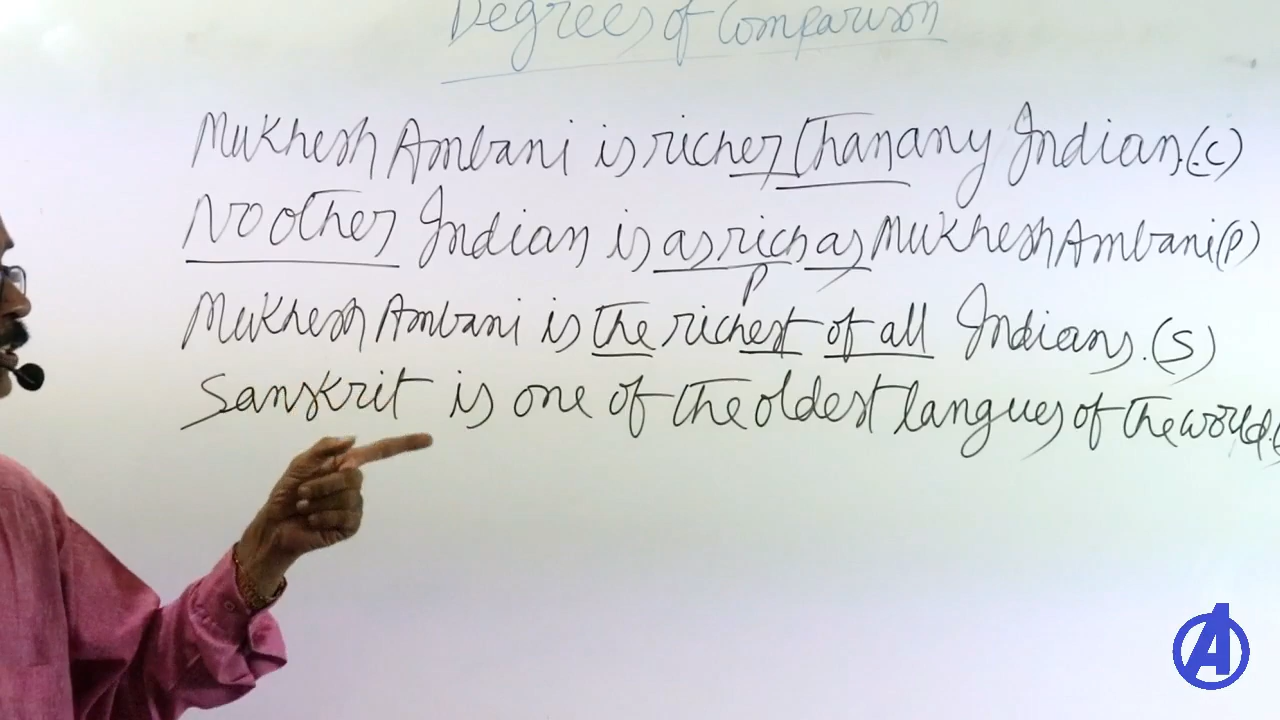 Degrees of Comparison
Mukhesh Ambani is richer than any Indian.(C)
No other Indian is as rich as Mukhesh Ambani(P)
P
Mukhesh Ambani is the richest of all Indians.(S)
Sanskrit is one of the oldest langues of the world.(
A